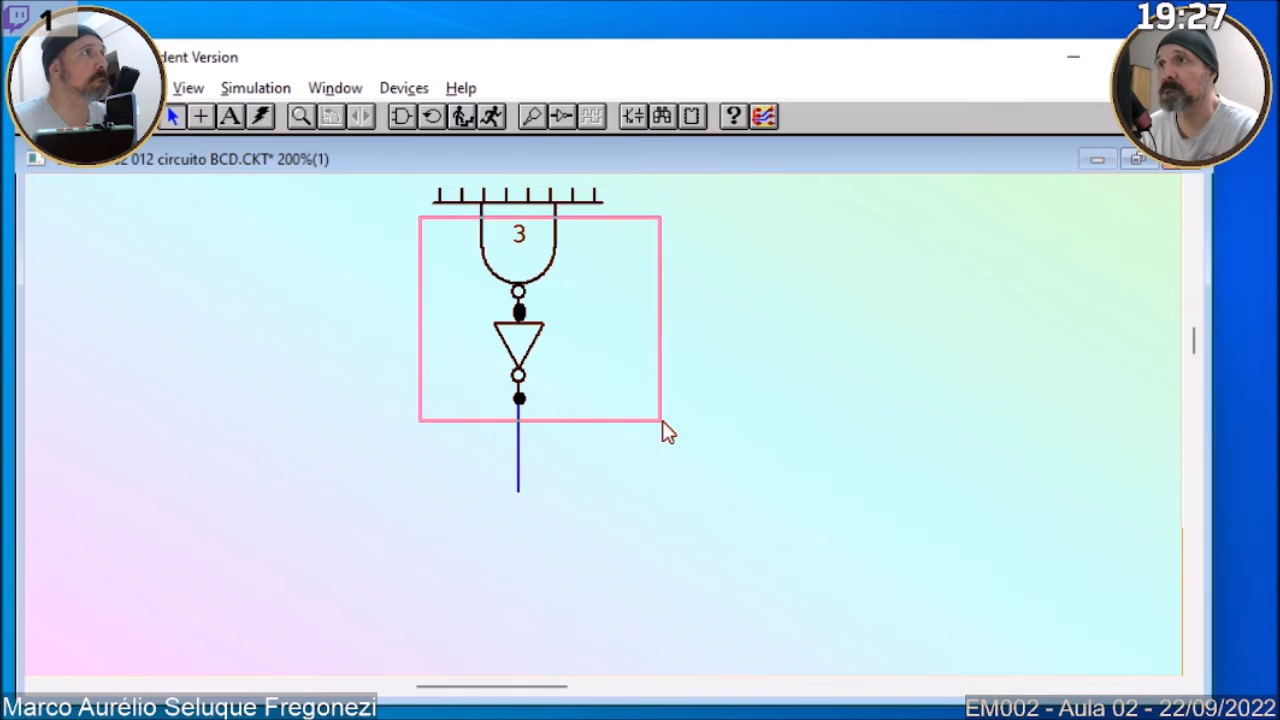 1
19:27
dent Version
View Simulation Window Devices Help
A ?
012 circuito BCD.CKT* 200%(1)
3
Marco Aurélio Seluque Fregonezi
EM002 - Aula 02 - 22/09/2022